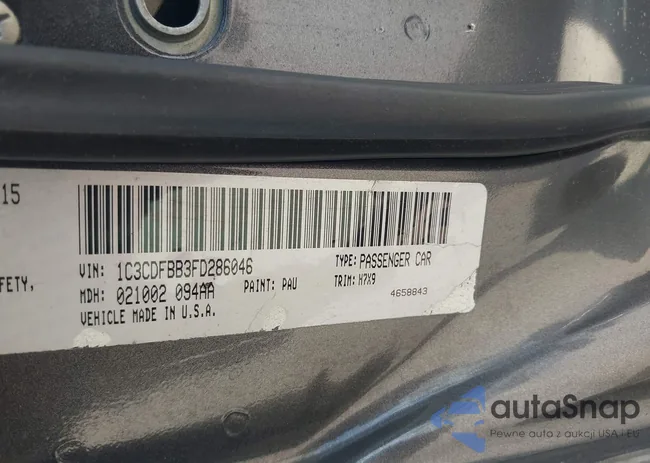 15
VIN: 1C3CDFBB3FD286046
TYPE: PASSENGER CAR
FETY,
MDH: 021002 094AA
PAINT: PAU
TRIM: H7X9
4658843
VEHICLE MADE IN U.S.A.
autaSnap
Pewne auto z aukcji USA i EU